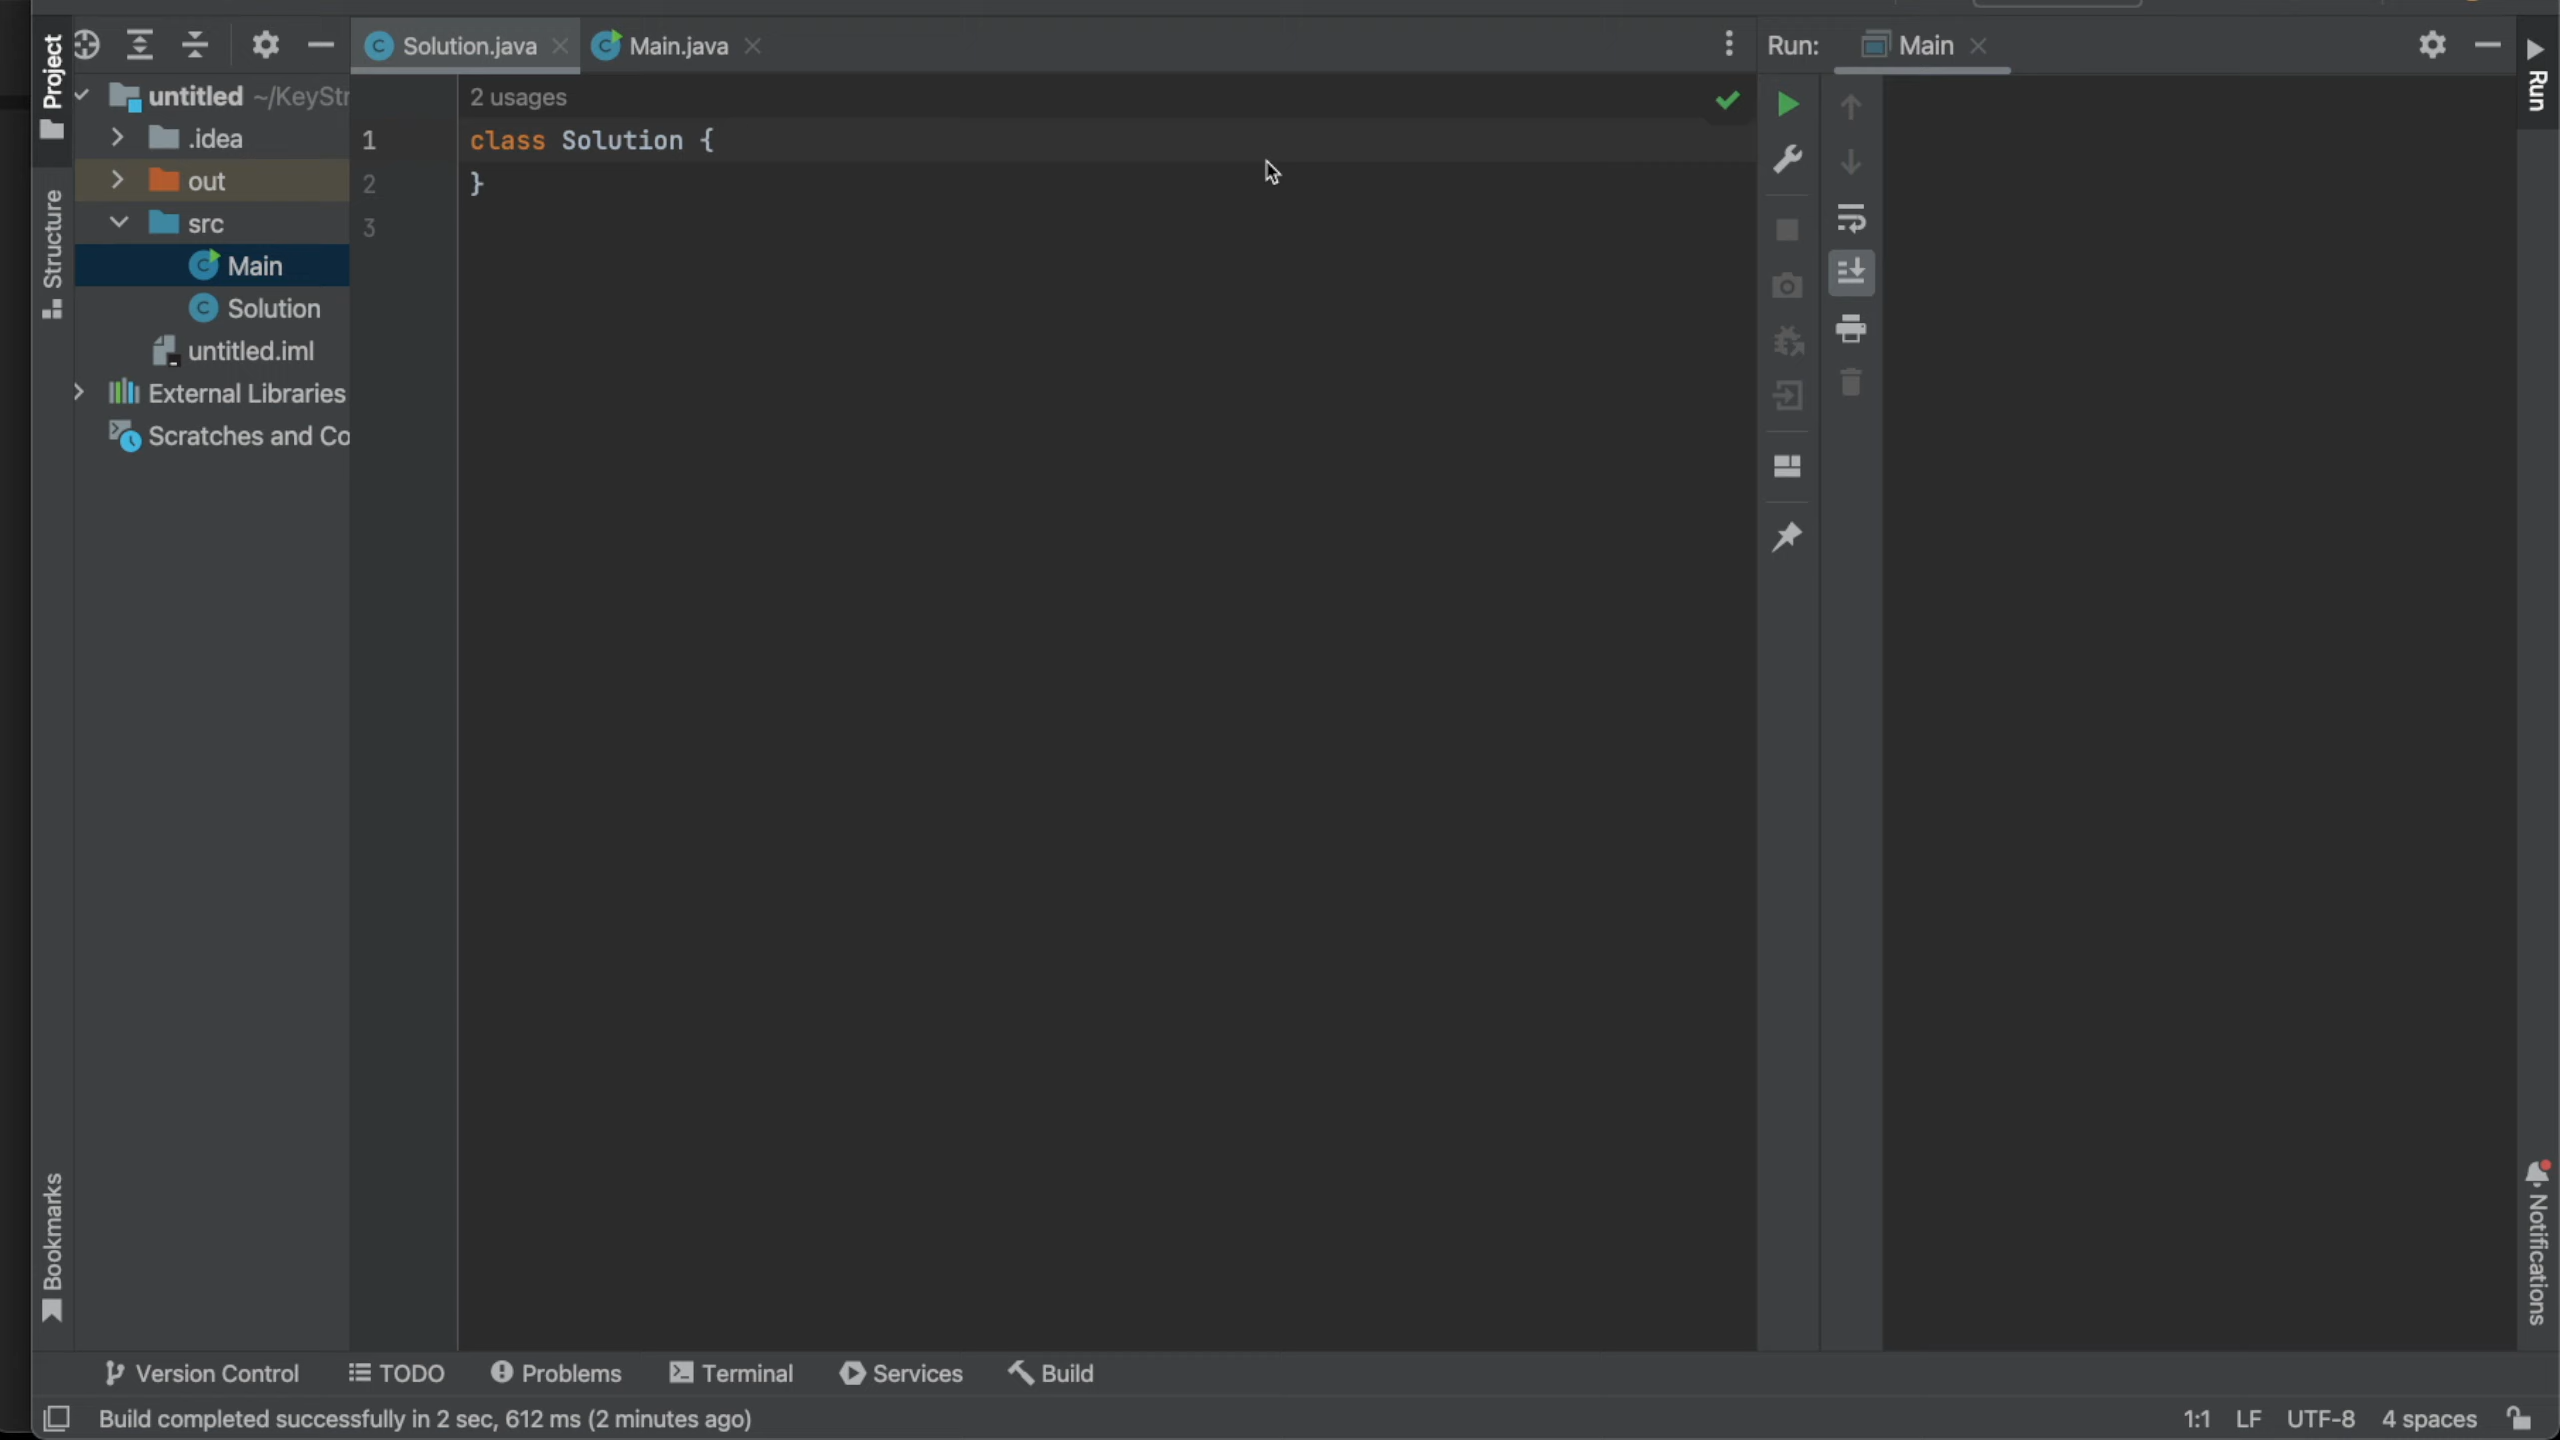 Project
Structure
Bookmarks
untitled ~/KeyStr
.idea
out
src
Main
Solution
untitled.iml
External Libraries
Scratches and Co
Solution.java
Main.java
2 usages
1 class Solution {
2 }
3
Run: Main
Run
Notifications
Version Control TODO Problems Terminal Services Build
Build completed successfully in 2 sec, 612 ms (2 minutes ago)
1:1 LF UTF-8 4 spaces